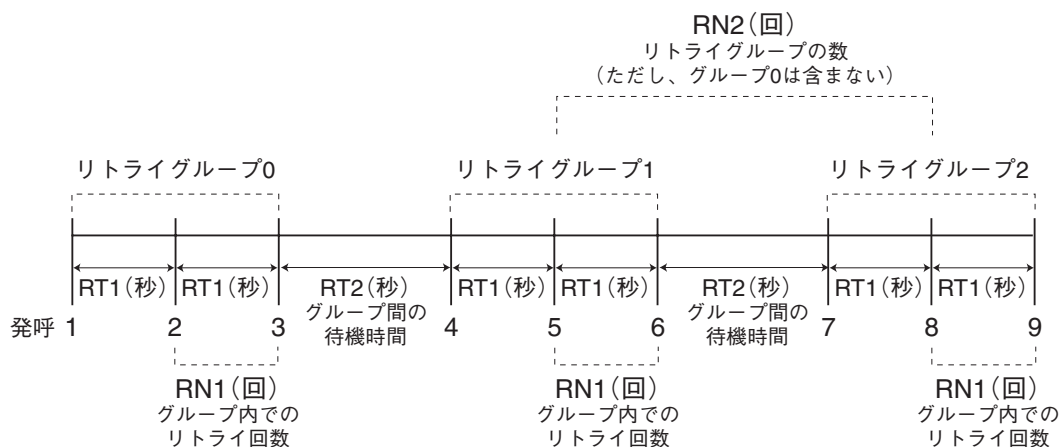 RN2(回)
リトライグループの数
(ただし、グループ0は含まない)
リトライグループ0
リトライグループ1
リトライグループ2
RT1(秒) RT1(秒) RT2(秒) RT1(秒) RT1(秒) RT2(秒) RT1(秒) RT1(秒)
グループ間の
待機時間
グループ間の
待機時間
発呼 1 2 3 4 5 6 7 8 9
RN1(回)
グループ内での
リトライ回数
RN1(回)
グループ内での
リトライ回数
RN1(回)
グループ内での
リトライ回数